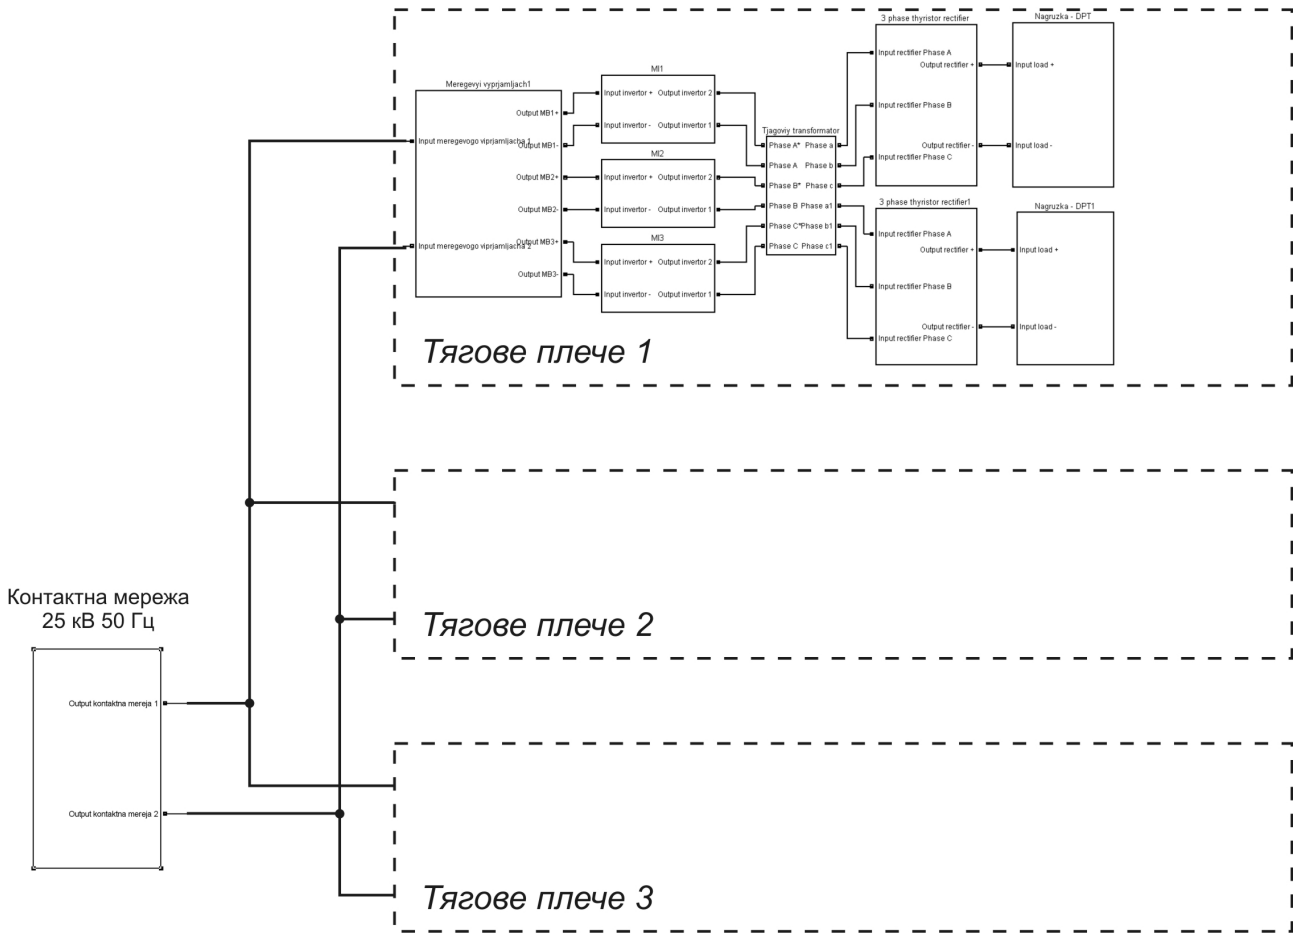 3 phase thyristor rectifier
Nagruzka - DPT
Input rectifier Phase A
Output rectifier +
Input load +
Input rectifier Phase B
Output rectifier -
Input load -
Input rectifier Phase C
Meregevyi vyprjamljach1
Output MB1+
Input meregevogo viprjamljacha 1
Output MB1-
Output MB2+
Output MB2-
Output MB3+
Input meregevogo viprjamljacha 2
Output MB3-
MI1
Input invertor + Output invertor 2
Input invertor - Output invertor 1
MI2
Input invertor + Output invertor 2
Input invertor - Output invertor 1
MI3
Input invertor + Output invertor 2
Input invertor - Output invertor 1
Tjagoviy transformator
Phase A* Phase a
Phase A Phase b
Phase B* Phase c
Phase B Phase a1
Phase C* Phase b1
Phase C Phase c1
3 phase thyristor rectifier1
Nagruzka - DPT1
Input rectifier Phase A
Output rectifier +
Input load +
Input rectifier Phase B
Output rectifier -
Input load -
Input rectifier Phase C
Тягове плече 1
Тягове плече 2
Контактна мережа
25 кВ 50 Гц
Output kontaktna mereja 1
Output kontaktna mereja 2
Тягове плече 3